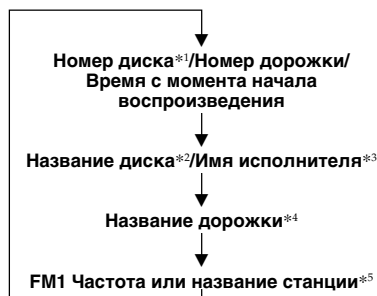 Номер диска*1/Номер дорожки/
Время с момента начала
воспроизведения
Название диска*2/Имя исполнителя*3
Название дорожки*4
FM1 Частота или название станции*5